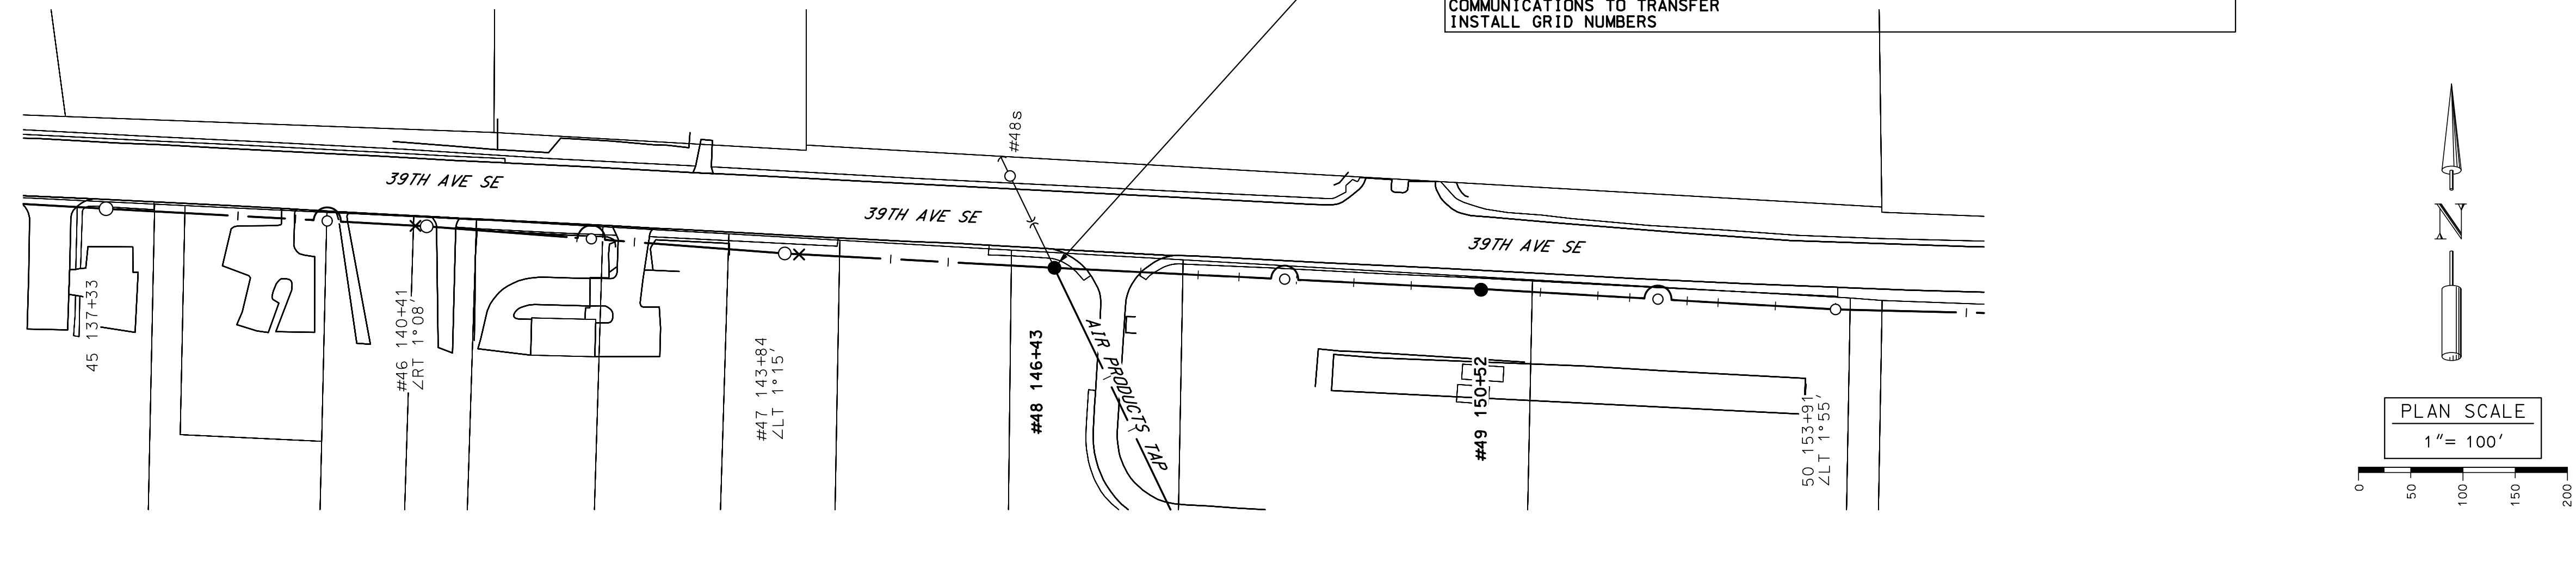 COMMUNICATIONS TO TRANSFER
INSTALL GRID NUMBERS
#48s
39TH AVE SE
39TH AVE SE
39TH AVE SE
45 137+33
#46 140+41
∠RT 1°08′
#47 143+84
∠LT 1°15′
#48 146+43
AIR PRODUCTS TAP
#49 150+52
50 153+91
∠LT 1°55′
N
PLAN SCALE
1″= 100′
0 50 100 150 200